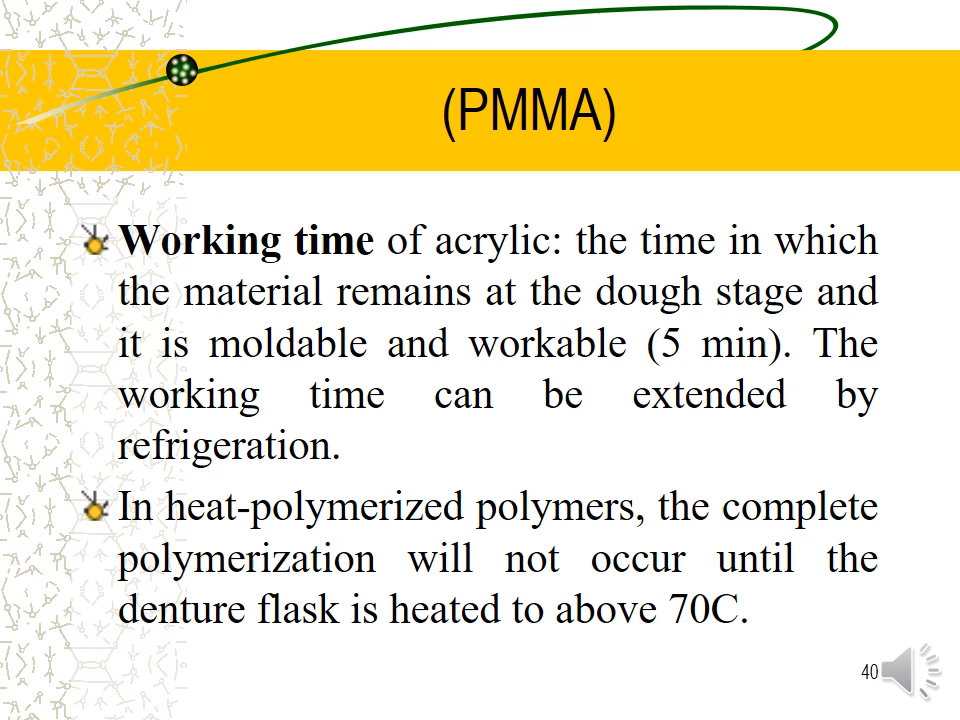 (PMMA)
Working time of acrylic: the time in which
the material remains at the dough stage and
it is moldable and workable (5 min). The
working time can be extended by
refrigeration.
In heat-polymerized polymers, the complete
polymerization will not occur until the
denture flask is heated to above 70C.
40